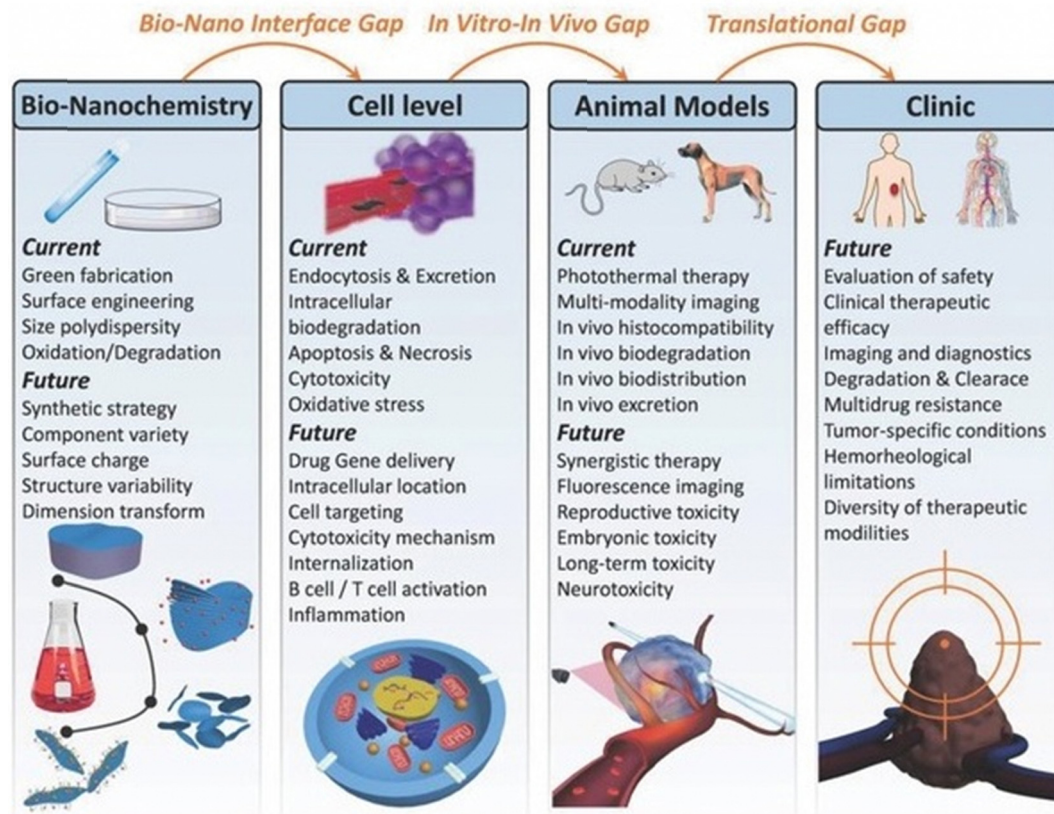 Bio-Nano Interface Gap
In Vitro-In Vivo Gap
Translational Gap
Bio-Nanochemistry
Current
Green fabrication
Surface engineering
Size polydispersity
Oxidation/Degradation
Future
Synthetic strategy
Component variety
Surface charge
Structure variability
Dimension transform
Cell level
Current
Endocytosis & Excretion
Intracellular
biodegradation
Apoptosis & Necrosis
Cytotoxicity
Oxidative stress
Future
Drug Gene delivery
Intracellular location
Cell targeting
Cytotoxicity mechanism
Internalization
B cell / T cell activation
Inflammation
Animal Models
Current
Photothermal therapy
Multi-modality imaging
In vivo histocompatibility
In vivo biodegradation
In vivo biodistribution
In vivo excretion
Future
Synergistic therapy
Fluorescence imaging
Reproductive toxicity
Embryonic toxicity
Long-term toxicity
Neurotoxicity
Clinic
Future
Evaluation of safety
Clinical therapeutic
efficacy
Imaging and diagnostics
Degradation & Clearace
Multidrug resistance
Tumor-specific conditions
Hemorheological
limitations
Diversity of therapeutic
modilities